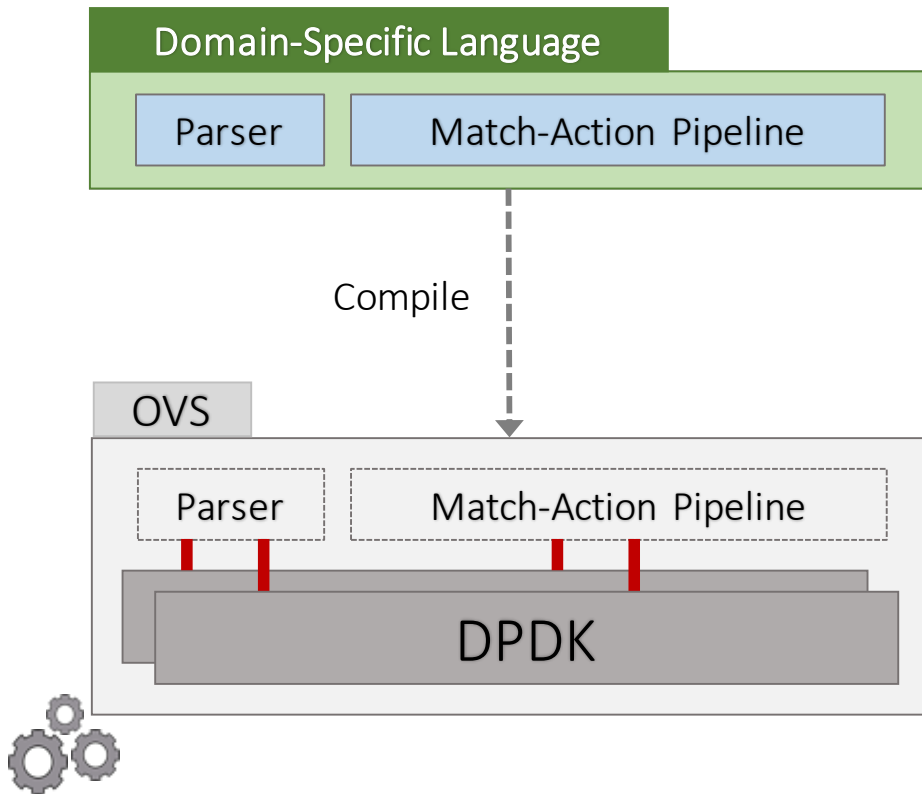 Domain-Specific Language
Parser
Match-Action Pipeline
Compile
OVS
Parser
Match-Action Pipeline
DPDK